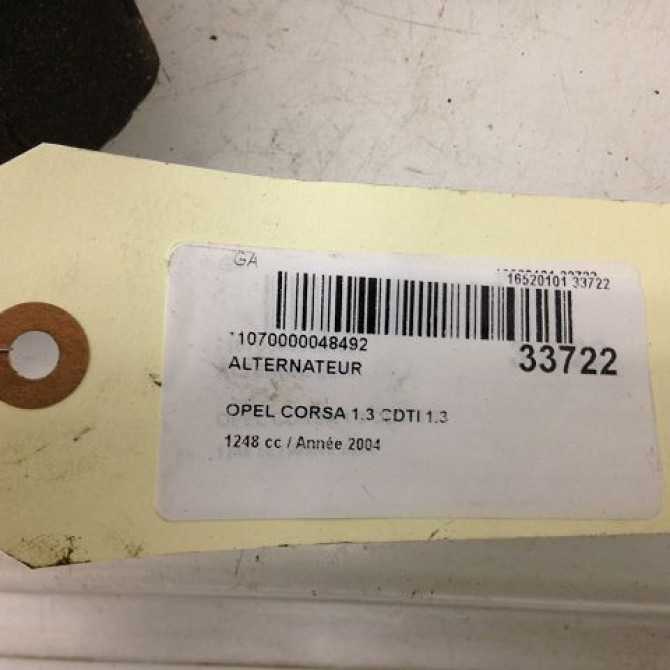 GA
16520101 33722
11070000048492
33722
ALTERNATEUR
OPEL CORSA 1.3 CDTI 1.3
1248 cc / Année 2004